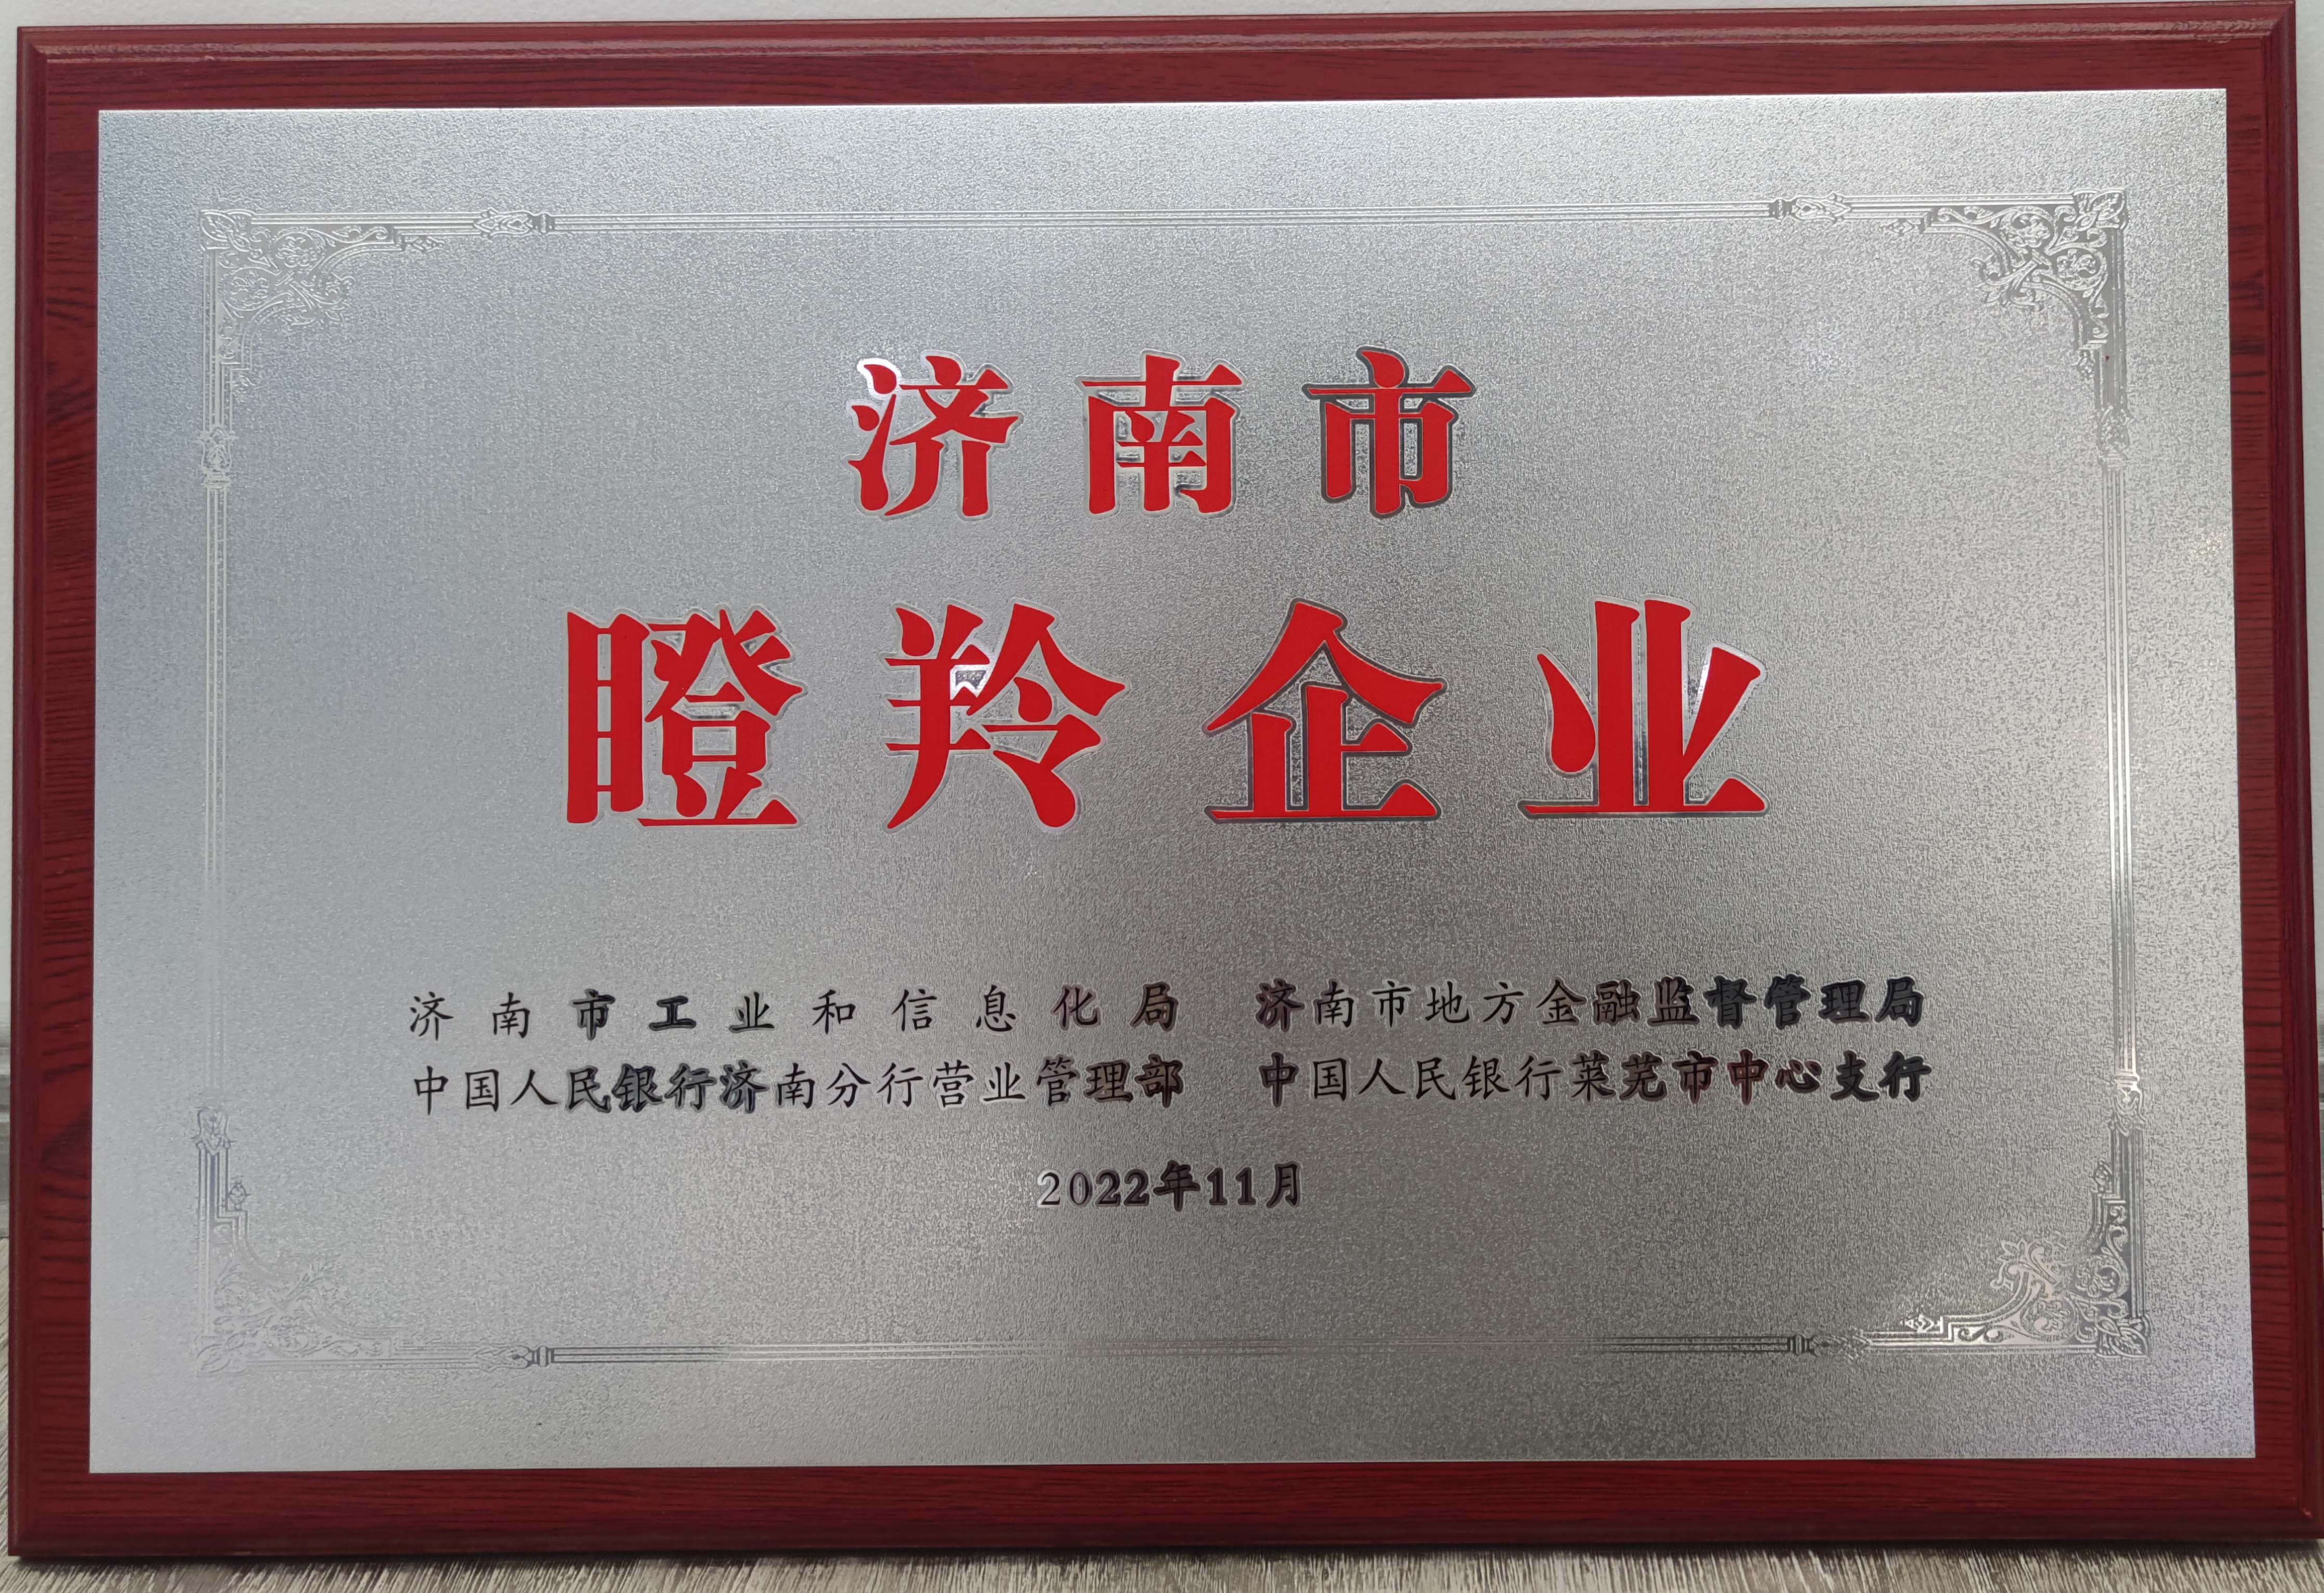 济南市
瞪羚企业
济南市工业和信息化局 济南市地方金融监督管理局
中国人民银行济南分行营业管理部 中国人民银行莱芜市中心支行
2022年11月